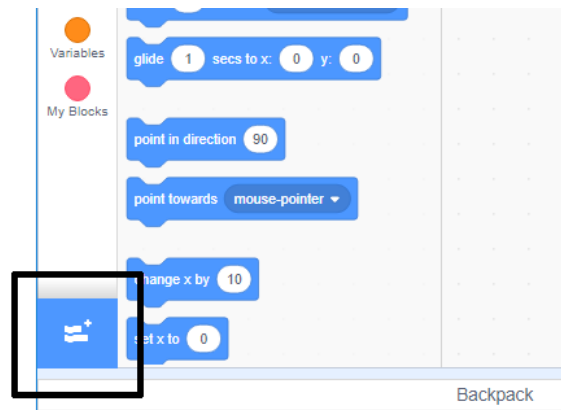 Variables
My Blocks
glide 1 secs to x: 0 y: 0
point in direction 90
point towards mouse-pointer
change x by 10
set x to 0
Backpack